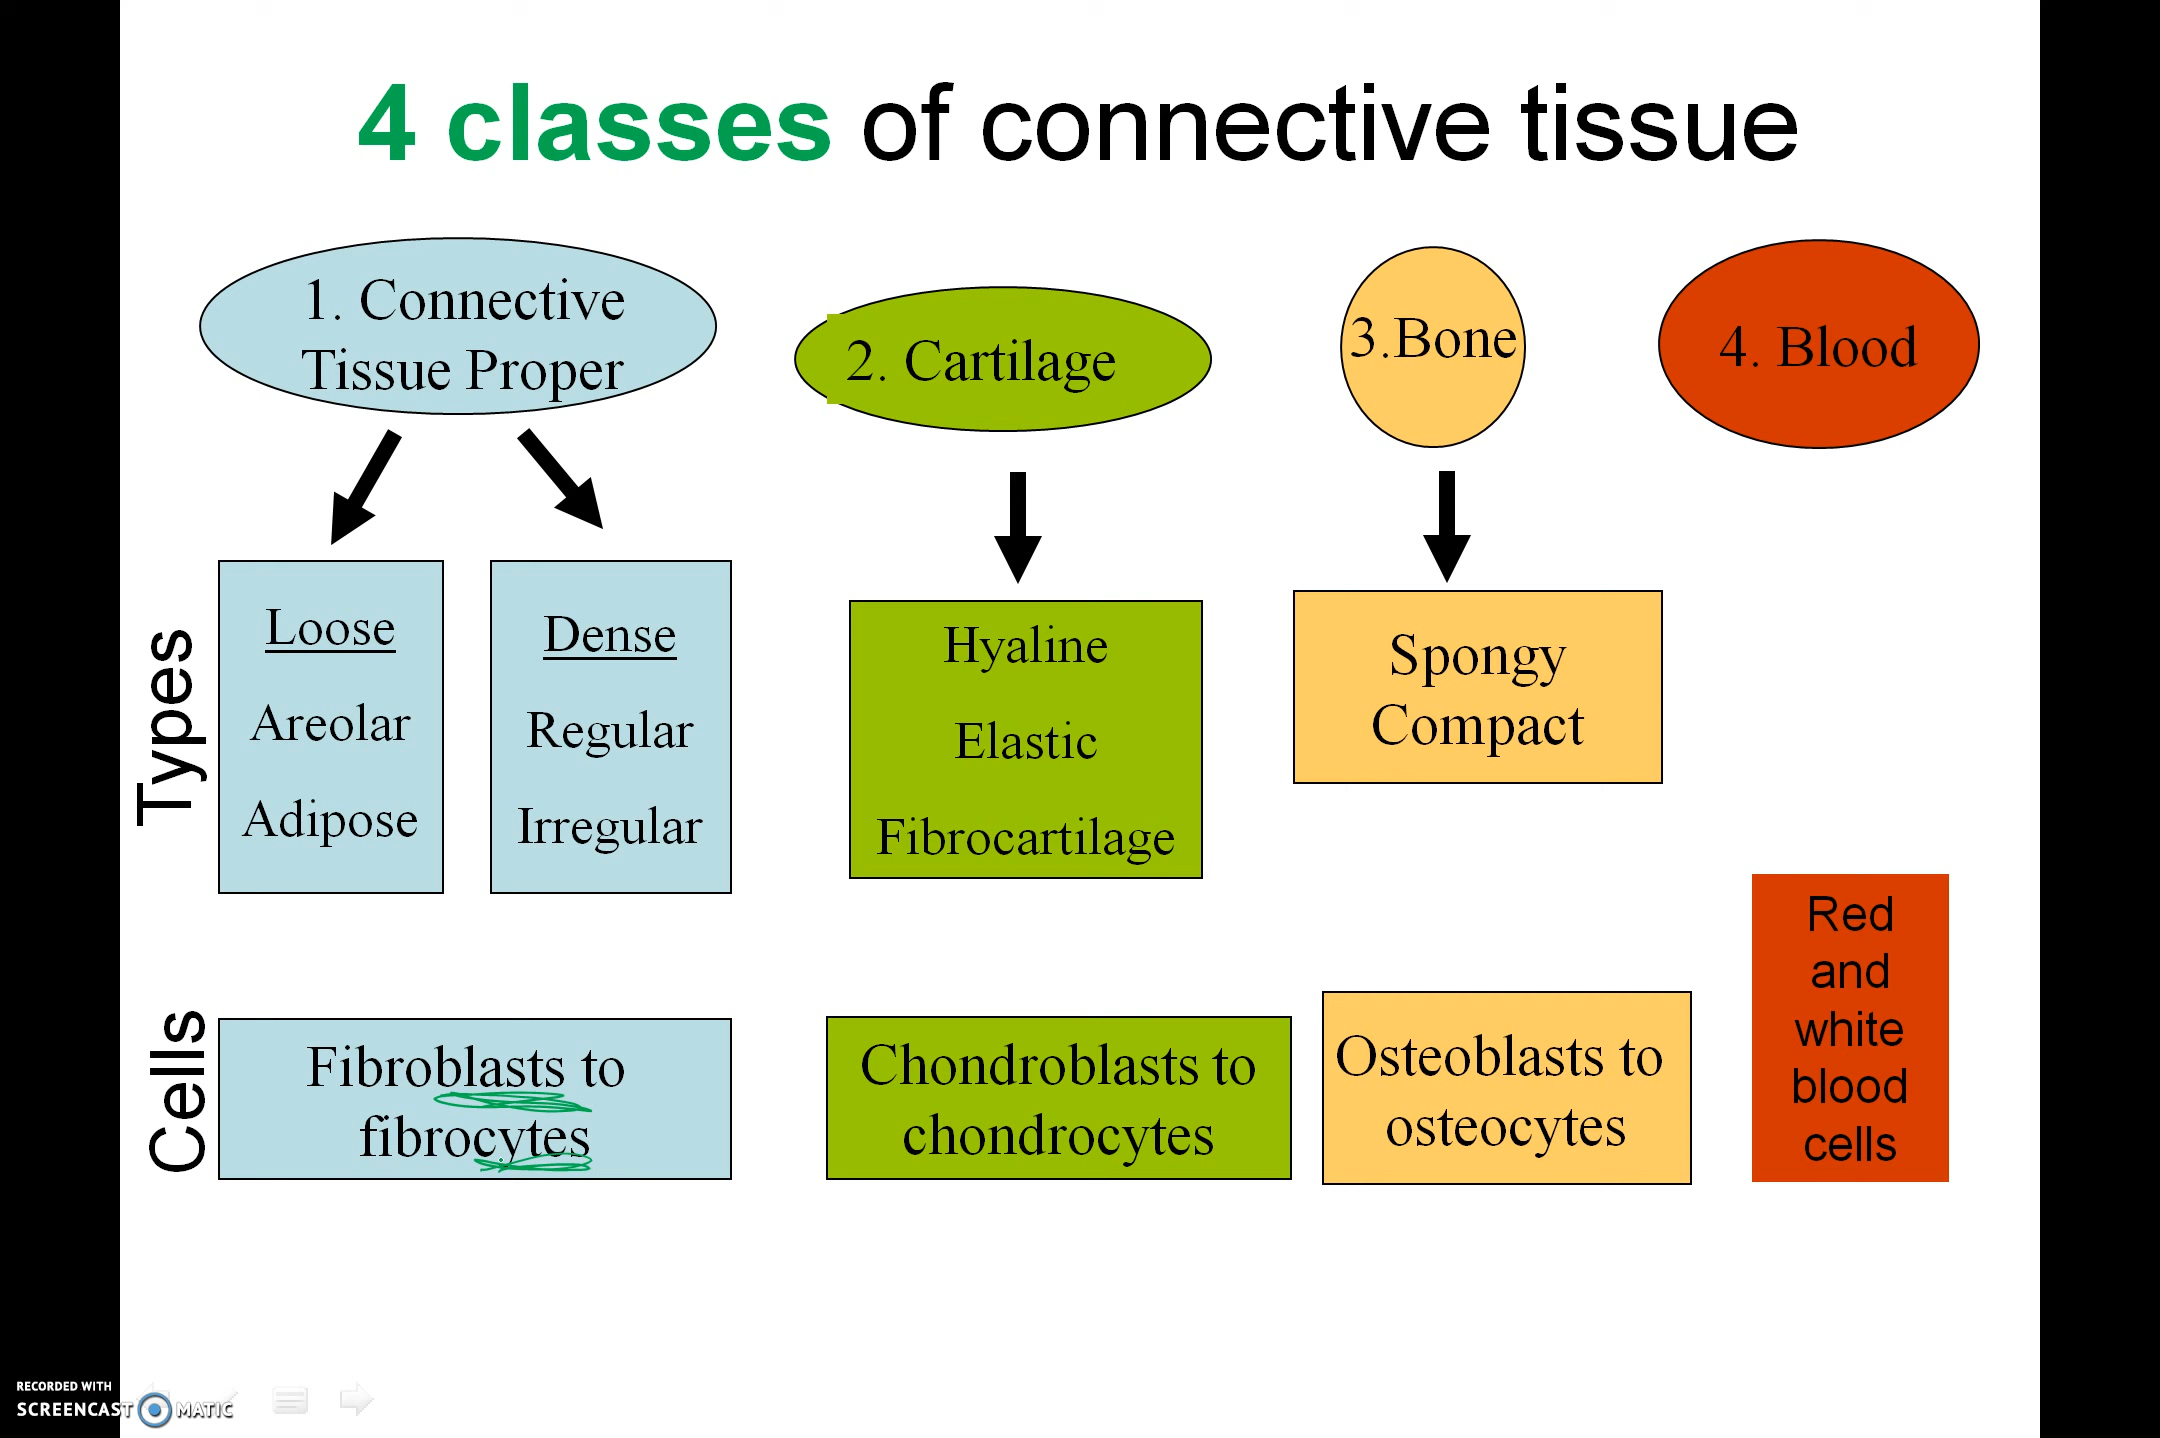 4 classes of connective tissue
1. Connective
Tissue Proper
2. Cartilage
3.Bone
4. Blood
Types
Loose
Areolar
Adipose
Dense
Regular
Irregular
Hyaline
Elastic
Fibrocartilage
Spongy
Compact
Cells
Fibroblasts to
fibrocytes
Chondroblasts to
chondrocytes
Osteoblasts to
osteocytes
Red
and
white
blood
cells
RECORDED WITH
SCREENCAST MATIC